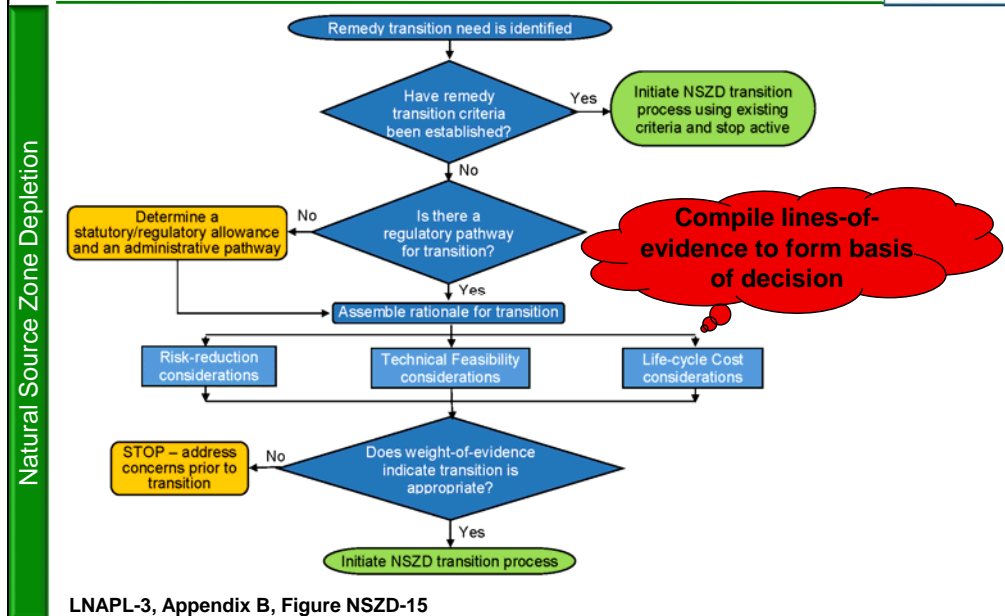 Natural Source Zone Depletion
Remedy transition need is identified
Have remedy
transition criteria
been established?
Yes
Initiate NSZD transition
process using existing
criteria and stop active
No
Is there a
regulatory pathway
for transition?
No
Determine a
statutory/regulatory allowance
and an administrative pathway
Compile lines-of-
evidence to form basis
of decision
Yes
Assemble rationale for transition
Risk-reduction
considerations
Technical Feasibility
considerations
Life-cycle Cost
considerations
Does weight-of-evidence
indicate transition is
appropriate?
No
STOP – address
concerns prior to
transition
Yes
Initiate NSZD transition process
LNAPL-3, Appendix B, Figure NSZD-15